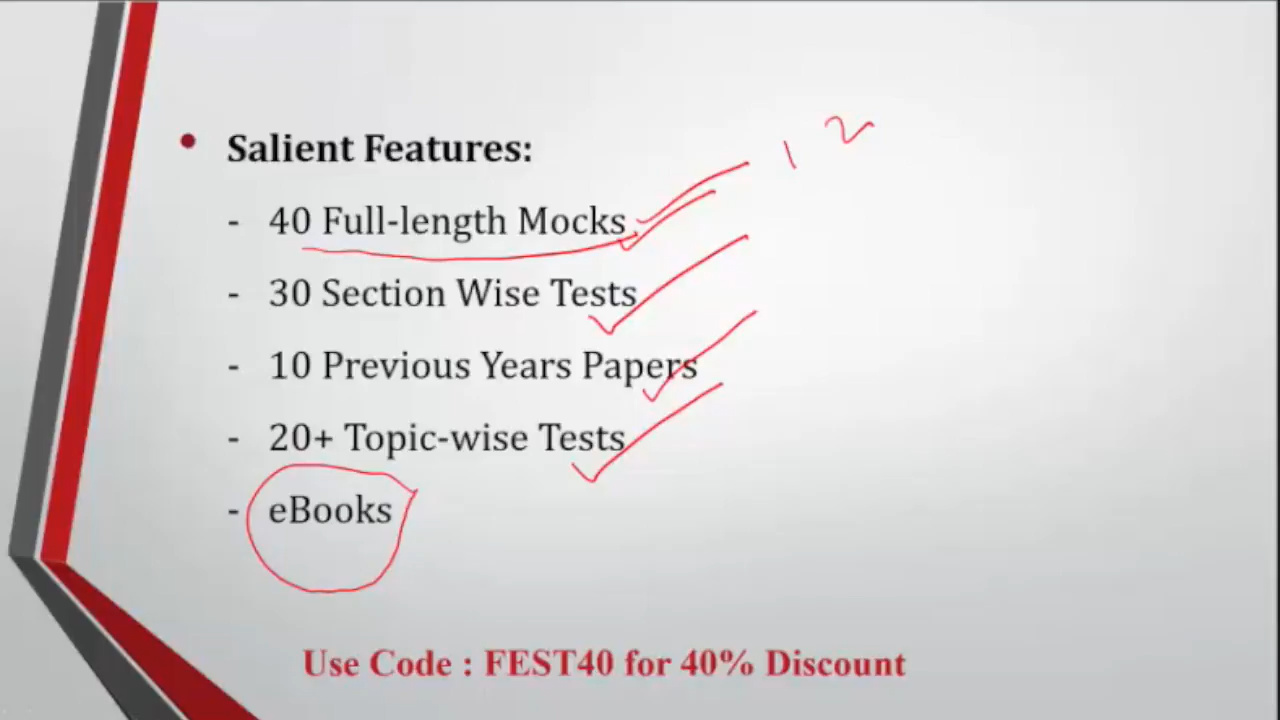 Salient Features:
- 40 Full-length Mocks
- 30 Section Wise Tests
- 10 Previous Years Papers
- 20+ Topic-wise Tests
- eBooks
1 2
Use Code : FEST40 for 40% Discount